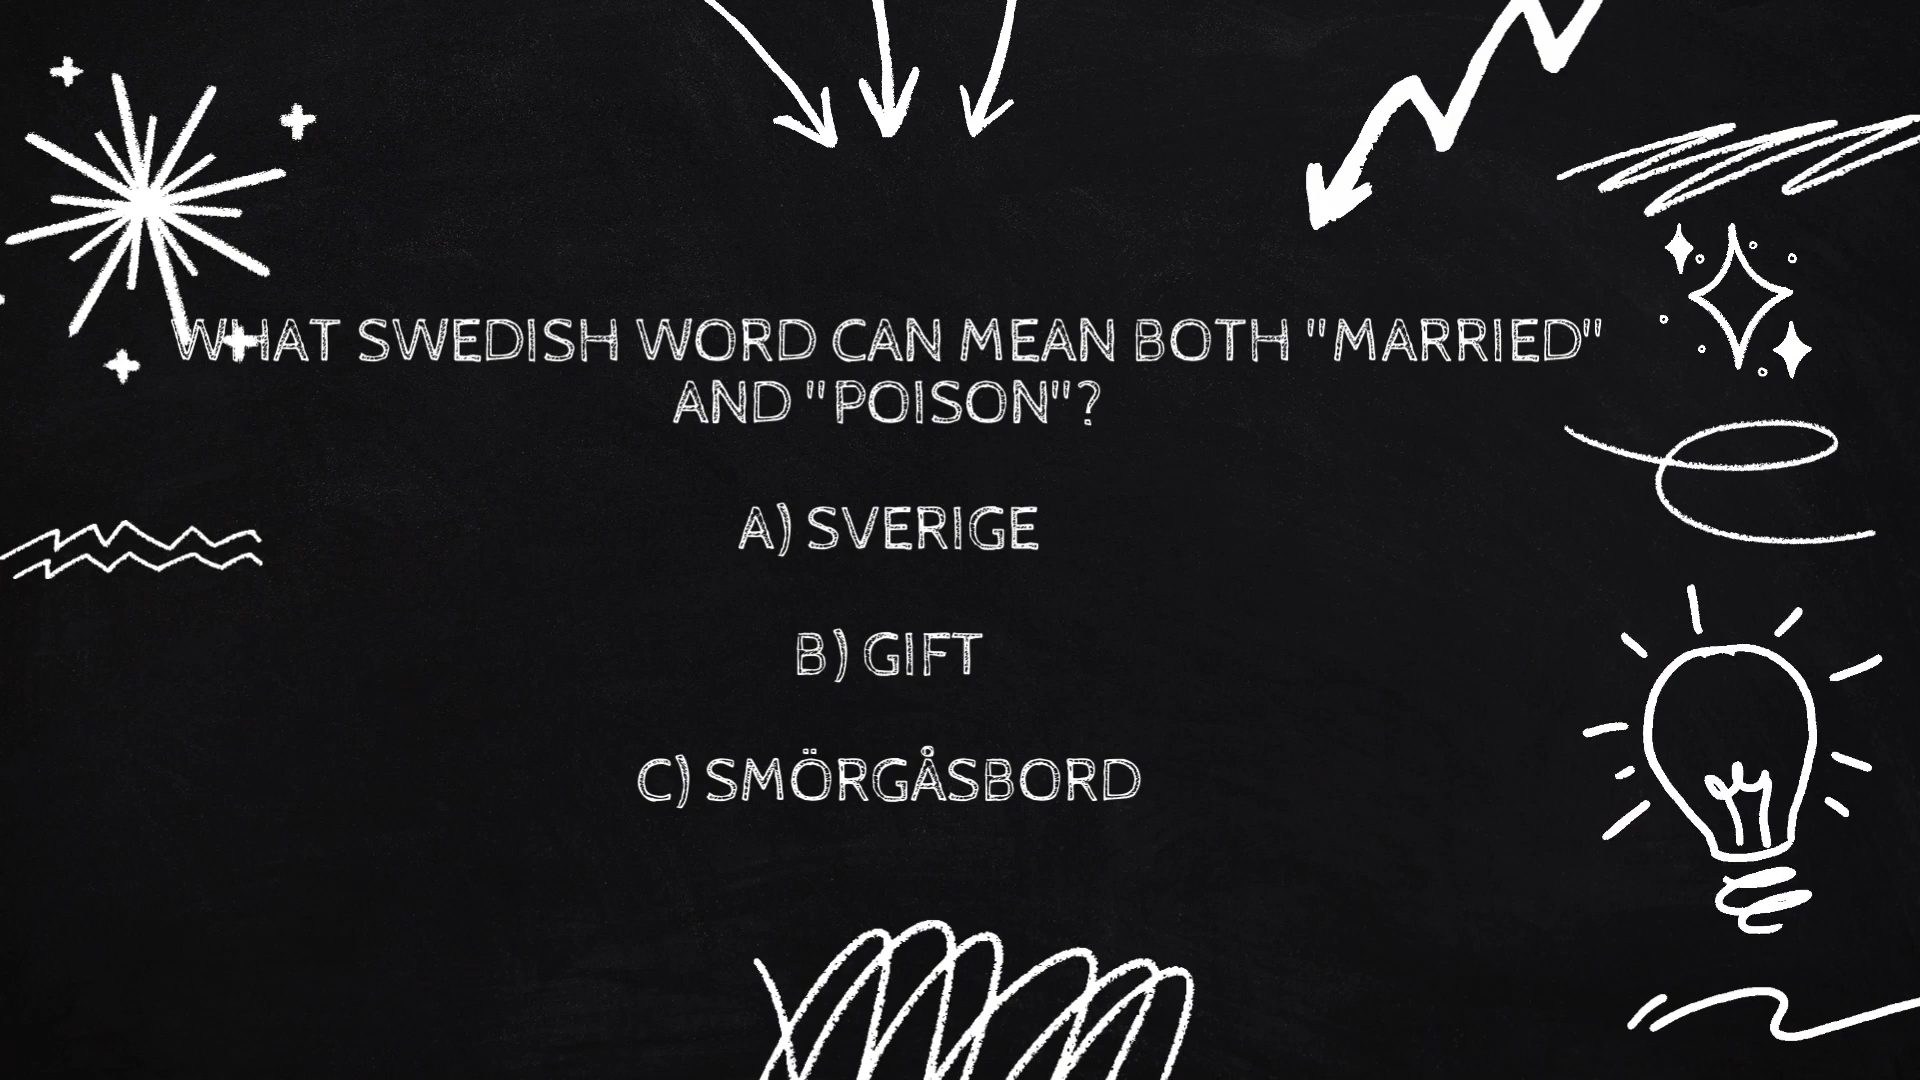 WHAT SWEDISH WORD CAN MEAN BOTH "MARRIED"
AND "POISON"?
A) SVERIGE
B) GIFT
C) SMÖRGÅSBORD